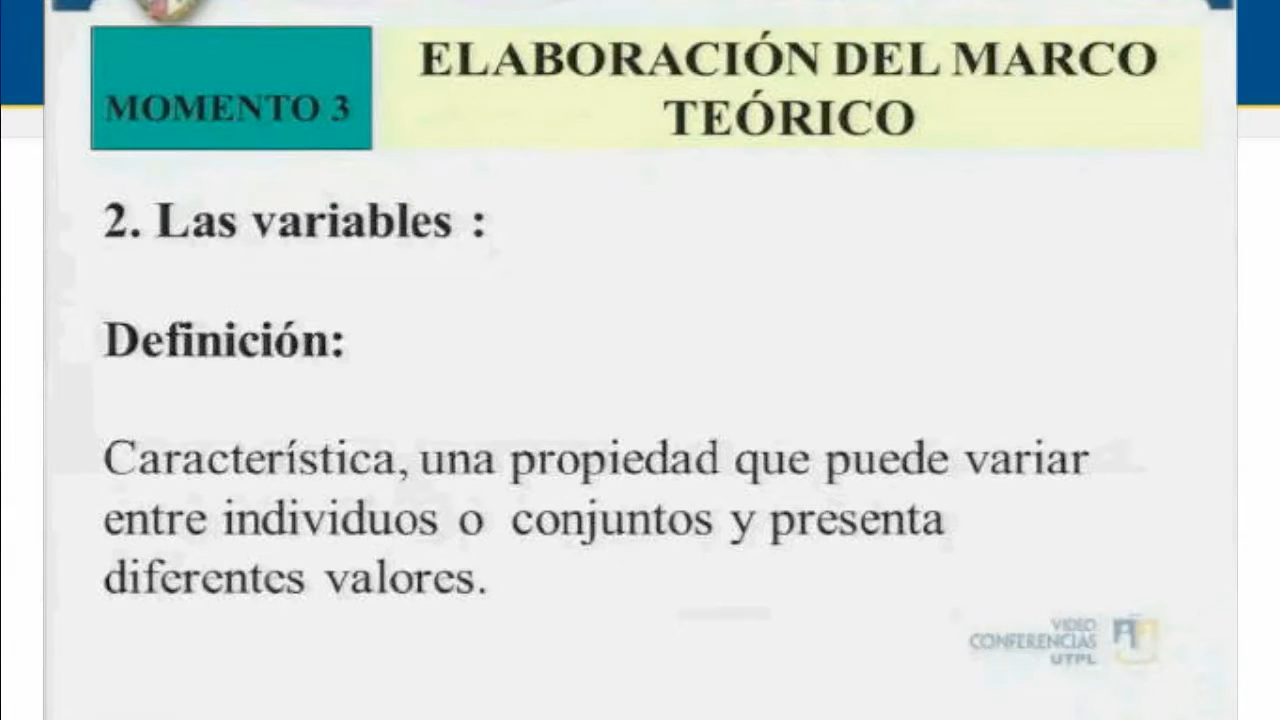 MOMENTO 3
ELABORACIÓN DEL MARCO
TEÓRICO
2. Las variables :
Definición:
Característica, una propiedad que puede variar
entre individuos o conjuntos y presenta
diferentes valores.
VIDEO
CONFERENCIAS
UTPL